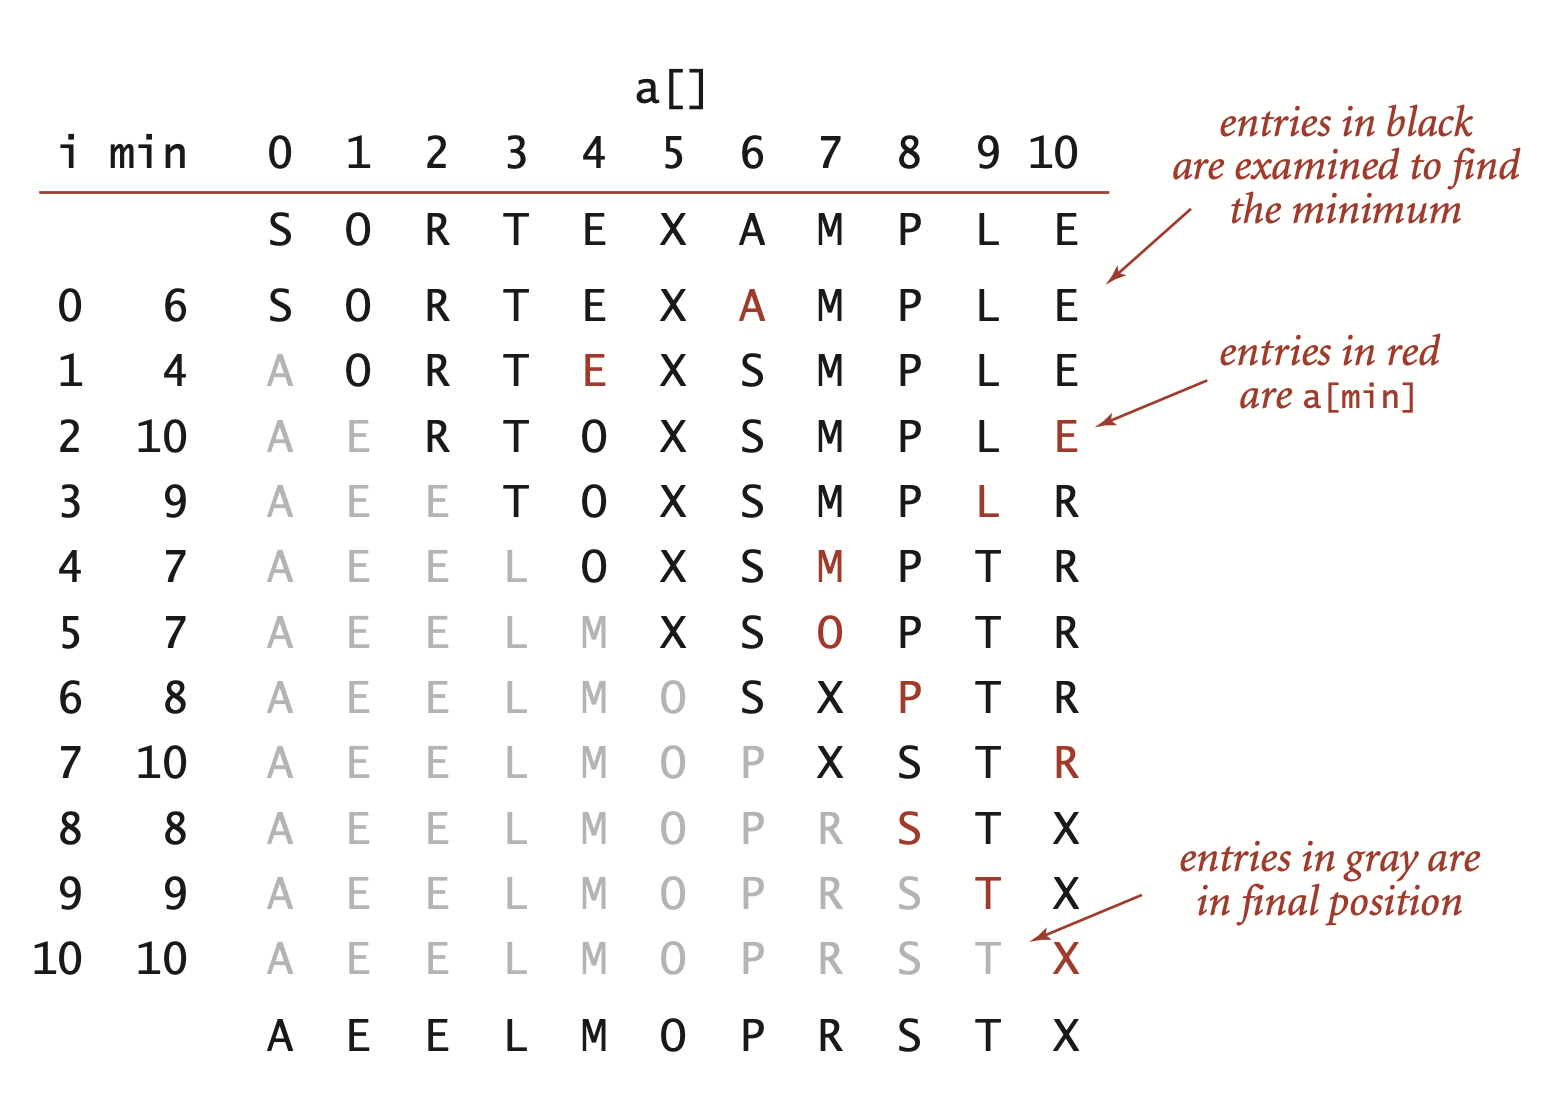 a[]
i min 0 1 2 3 4 5 6 7 8 9 10
S O R T E X A M P L E
0 6 S O R T E X A M P L E
1 4 A O R T E X S M P L E
2 10 A E R T O X S M P L E
3 9 A E E T O X S M P L R
4 7 A E E L O X S M P T R
5 7 A E E L M X S O P T R
6 8 A E E L M O S X P T R
7 10 A E E L M O P X S T R
8 8 A E E L M O P R S T X
9 9 A E E L M O P R S T X
10 10 A E E L M O P R S T X
A E E L M O P R S T X
entries in black
are examined to find
the minimum
entries in red
are a[min]
entries in gray are
in final position